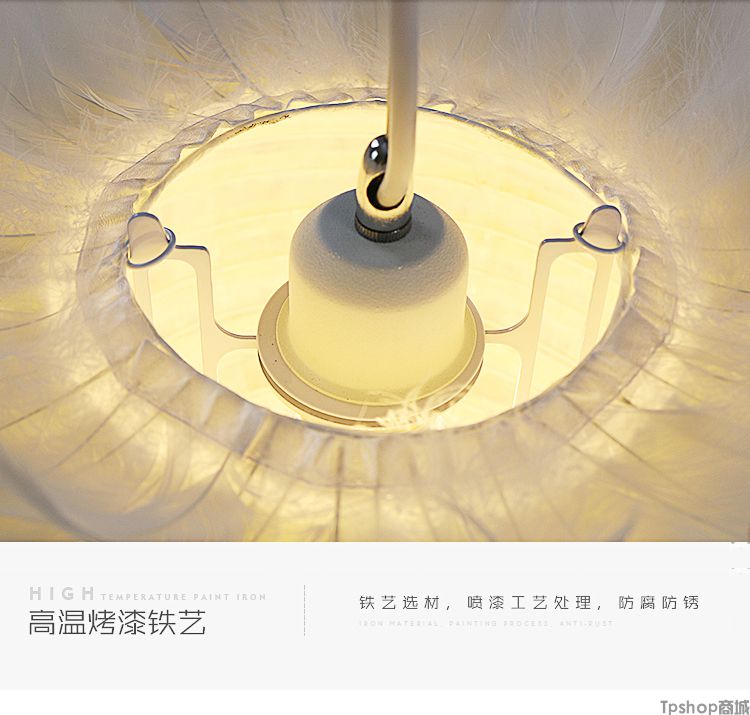 HIGH TEMPERATURE PAINT IRON
高温烤漆铁艺
铁艺选材，喷漆工艺处理，防腐防锈
IRON MATERIAL, PAINTING PROCESS, ANTI-RUST
Tpshop商城